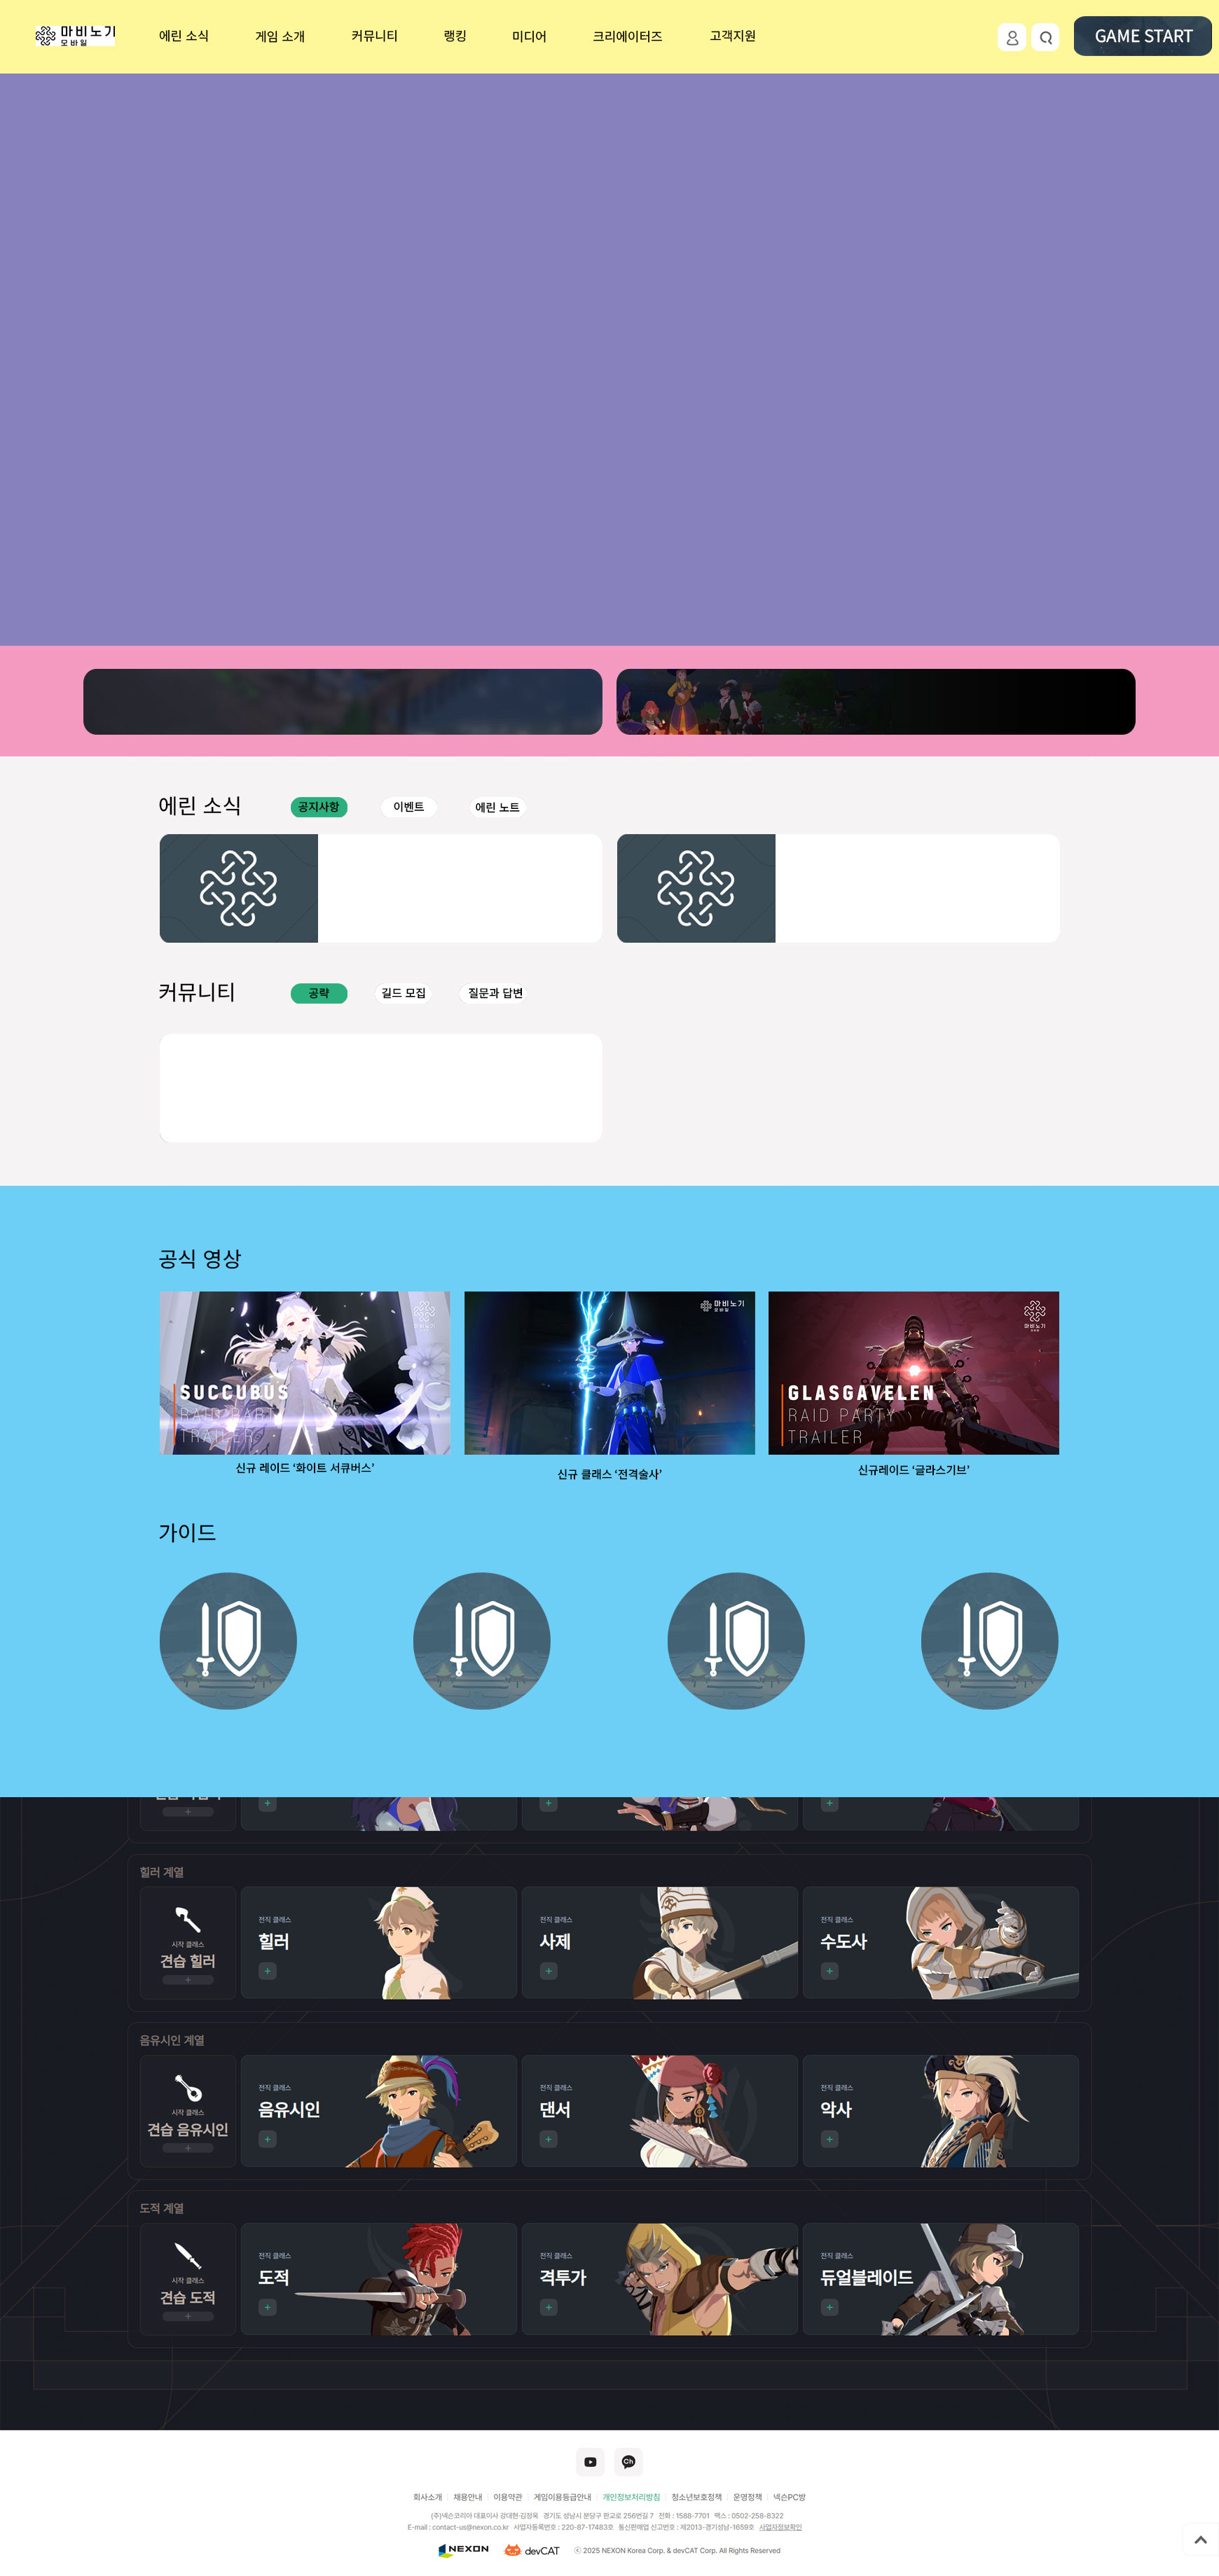 마비노기
모바일
에린 소식 게임 소개 커뮤니티 랭킹 미디어 크리에이터즈 고객지원
GAME START
에린 소식 공지사항 이벤트 에린 노트
커뮤니티 공략 길드 모집 질문과 답변
공식 영상
마비노기
SUCCUBUS
RAID PARTY
TRAILER
신규 레이드 ‘화이트 서큐버스’
마비노기
모바일
신규 클래스 ‘전격술사’
마비노기
GLASGAVELEN
RAID PARTY
TRAILER
신규레이드 ‘글라스기브’
가이드
힐러 계열
시작 클래스
견습 힐러
전직 클래스
힐러
전직 클래스
사제
전직 클래스
수도사
음유시인 계열
시작 클래스
견습 음유시인
전직 클래스
음유시인
전직 클래스
댄서
전직 클래스
악사
도적 계열
시작 클래스
견습 도적
전직 클래스
도적
전직 클래스
격투가
전직 클래스
듀얼블레이드
Ch
회사소개 채용안내 이용약관 게임이용등급안내 개인정보처리방침 청소년보호정책 운영정책 넥슨PC방
(주)넥슨코리아 대표이사 강대현·김정욱 경기도 성남시 분당구 판교로 256번길 7 전화 : 1588-7701 팩스 : 0502-258-8322
E-mail : contact-us@nexon.co.kr 사업자등록번호 : 220-87-17483호 통신판매업 신고번호 : 제2013-경기성남-1659호 사업자정보확인
NEXON devCAT ⓒ 2025 NEXON Korea Corp. & devCAT Corp. All Rights Reserved